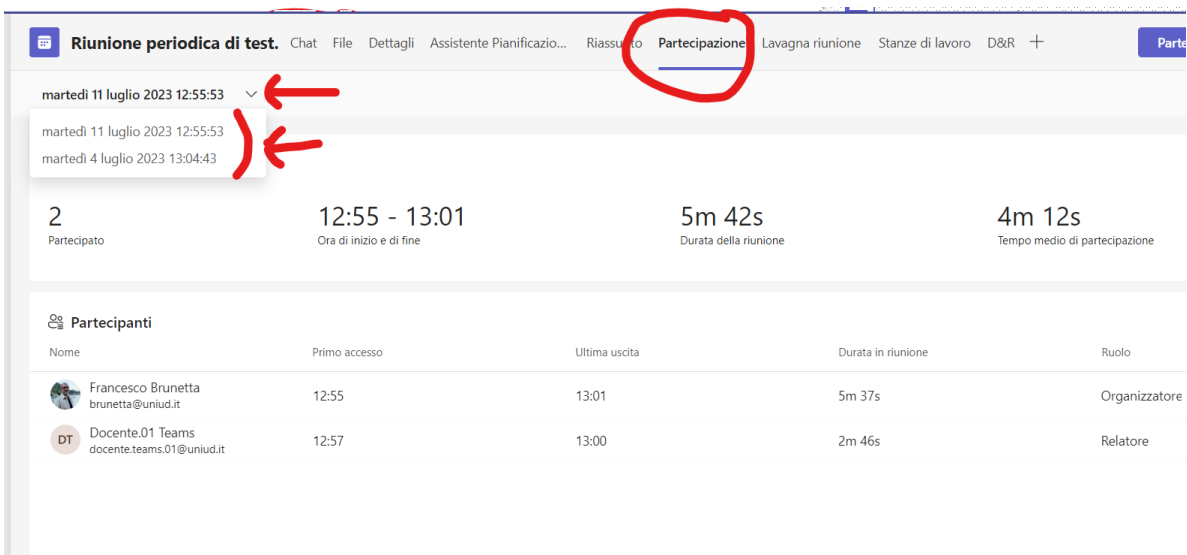 Riunione periodica di test. Chat File Dettagli Assistente Pianificazio... Riassunto Partecipazione Lavagna riunione Stanze di lavoro D&R Parte
martedì 11 luglio 2023 12:55:53
martedì 11 luglio 2023 12:55:53
martedì 4 luglio 2023 13:04:43
2 12:55 - 13:01 5m 42s 4m 12s
Partecipato Ora di inizio e di fine Durata della riunione Tempo medio di partecipazione
Partecipanti
Nome Primo accesso Ultima uscita Durata in riunione Ruolo
Francesco Brunetta
brunetta@uniud.it
12:55 13:01 5m 37s Organizzatore
DT
Docente.01 Teams
docente.teams.01@uniud.it
12:57 13:00 2m 46s Relatore